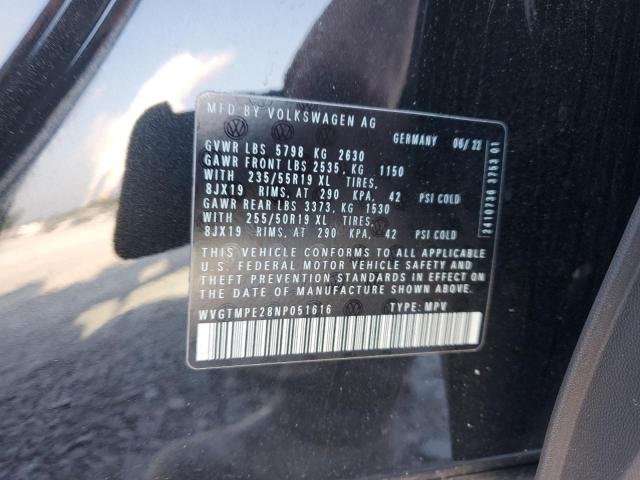 MFD BY VOLKSWAGEN AG
GERMANY 06/22
GVWR LBS 5798 KG 2630
GAWR FRONT LBS 2535, KG 1150
WITH 235/55R19 XL TIRES,
8JX19 RIMS, AT 290 KPA, 42 PSI COLD
GAWR REAR LBS 3373, KG 1530
WITH 255/50R19 XL TIRES,
8JX19 RIMS, AT 290 KPA, 42 PSI COLD
THIS VEHICLE CONFORMS TO ALL APPLICABLE
U.S. FEDERAL MOTOR VEHICLE SAFETY AND
THEFT PREVENTION STANDARDS IN EFFECT ON
DATE OF MANUFACTURE SHOWN ABOVE.
WVGTMPE28NP051616 TYPE: MPV
2410730 3753 01